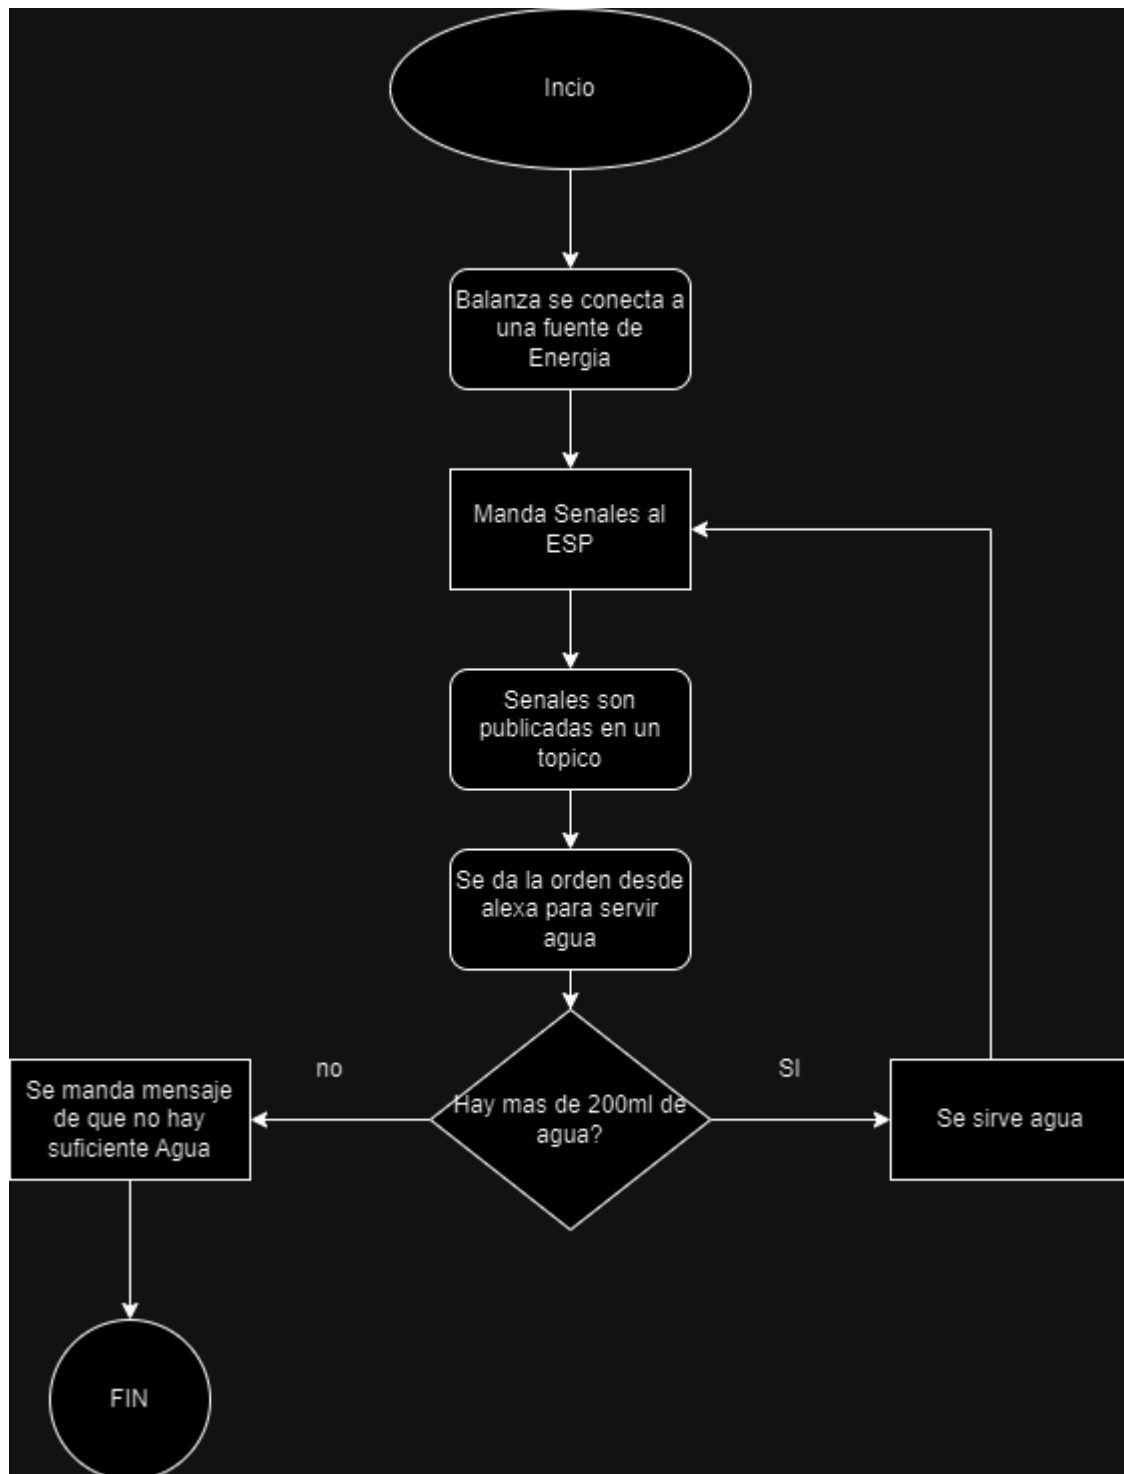 Incio
Balanza se conecta a
una fuente de
Energia
Manda Senales al
ESP
Senales son
publicadas en un
topico
Se da la orden desde
alexa para servir
agua
no
SI
Se manda mensaje
de que no hay
suficiente Agua
Hay mas de 200ml de
agua?
Se sirve agua
FIN